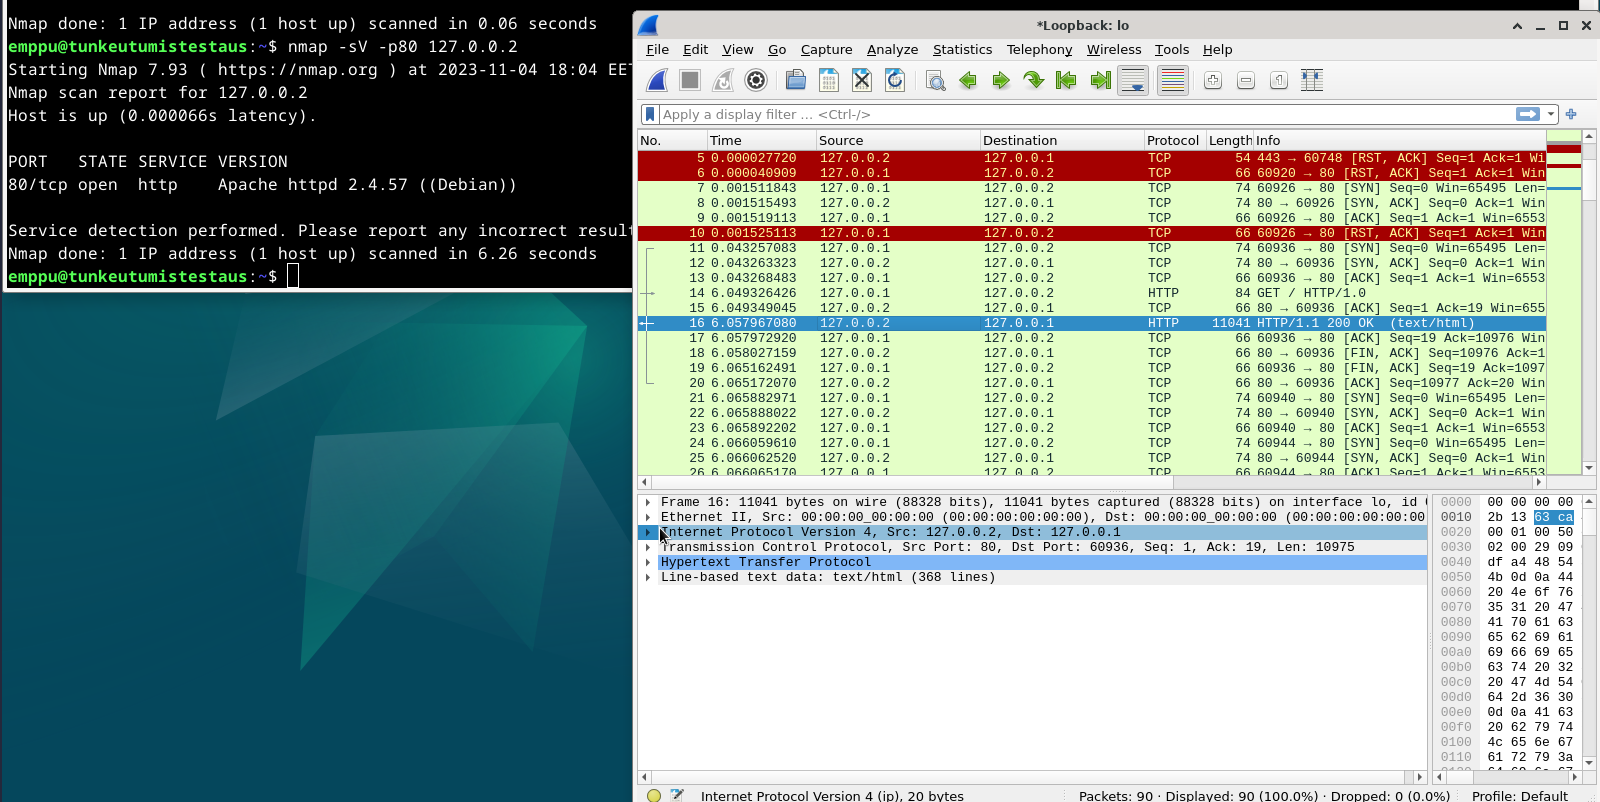 Nmap done: 1 IP address (1 host up) scanned in 0.06 seconds
emppu@tunkeutumistestaus:~$ nmap -sV -p80 127.0.0.2
Starting Nmap 7.93 ( https://nmap.org ) at 2023-11-04 18:04 EET
Nmap scan report for 127.0.0.2
Host is up (0.000066s latency).
PORT   STATE SERVICE VERSION
80/tcp open  http    Apache httpd 2.4.57 ((Debian))
Service detection performed. Please report any incorrect result
Nmap done: 1 IP address (1 host up) scanned in 6.26 seconds
emppu@tunkeutumistestaus:~$
*Loopback: lo
File Edit View Go Capture Analyze Statistics Telephony Wireless Tools Help
Apply a display filter ... <Ctrl-/>
No. Time Source Destination Protocol Length Info
5 0.000027720 127.0.0.2 127.0.0.1 TCP 54 443 → 60748 [RST, ACK] Seq=1 Ack=1 Wi
6 0.000040909 127.0.0.1 127.0.0.2 TCP 66 60920 → 80 [RST, ACK] Seq=1 Ack=1 Win
7 0.001511843 127.0.0.1 127.0.0.2 TCP 74 60926 → 80 [SYN] Seq=0 Win=65495 Len=
8 0.001515493 127.0.0.2 127.0.0.1 TCP 74 80 → 60926 [SYN, ACK] Seq=0 Ack=1 Win
9 0.001519113 127.0.0.1 127.0.0.2 TCP 66 60926 → 80 [ACK] Seq=1 Ack=1 Win=6553
10 0.001525113 127.0.0.1 127.0.0.2 TCP 66 60926 → 80 [RST, ACK] Seq=1 Ack=1 Win
11 0.043257083 127.0.0.1 127.0.0.2 TCP 74 60936 → 80 [SYN] Seq=0 Win=65495 Len=
12 0.043263323 127.0.0.2 127.0.0.1 TCP 74 80 → 60936 [SYN, ACK] Seq=0 Ack=1 Win
13 0.043268483 127.0.0.1 127.0.0.2 TCP 66 60936 → 80 [ACK] Seq=1 Ack=1 Win=6553
14 6.049326426 127.0.0.1 127.0.0.2 HTTP 84 GET / HTTP/1.0
15 6.049349045 127.0.0.2 127.0.0.1 TCP 66 80 → 60936 [ACK] Seq=1 Ack=19 Win=655
16 6.057967080 127.0.0.2 127.0.0.1 HTTP 11041 HTTP/1.1 200 OK  (text/html)
17 6.057972920 127.0.0.1 127.0.0.2 TCP 66 60936 → 80 [ACK] Seq=19 Ack=10976 Win
18 6.058027159 127.0.0.2 127.0.0.1 TCP 66 80 → 60936 [FIN, ACK] Seq=10976 Ack=1
19 6.065162491 127.0.0.1 127.0.0.2 TCP 66 60936 → 80 [FIN, ACK] Seq=19 Ack=1097
20 6.065172070 127.0.0.2 127.0.0.1 TCP 66 80 → 60936 [ACK] Seq=10977 Ack=20 Win
21 6.065882971 127.0.0.1 127.0.0.2 TCP 74 60940 → 80 [SYN] Seq=0 Win=65495 Len=
22 6.065888022 127.0.0.2 127.0.0.1 TCP 74 80 → 60940 [SYN, ACK] Seq=0 Ack=1 Win
23 6.065892202 127.0.0.1 127.0.0.2 TCP 66 60940 → 80 [ACK] Seq=1 Ack=1 Win=6553
24 6.066059610 127.0.0.1 127.0.0.2 TCP 74 60944 → 80 [SYN] Seq=0 Win=65495 Len=
25 6.066062520 127.0.0.2 127.0.0.1 TCP 74 80 → 60944 [SYN, ACK] Seq=0 Ack=1 Win
26 6.066065170 127.0.0.1 127.0.0.2 TCP 66 60944 → 80 [ACK] Seq=1 Ack=1 Win=6553
Frame 16: 11041 bytes on wire (88328 bits), 11041 bytes captured (88328 bits) on interface lo, id
Ethernet II, Src: 00:00:00_00:00:00 (00:00:00:00:00:00), Dst: 00:00:00_00:00:00 (00:00:00:00:00:00
Internet Protocol Version 4, Src: 127.0.0.2, Dst: 127.0.0.1
Transmission Control Protocol, Src Port: 80, Dst Port: 60936, Seq: 1, Ack: 19, Len: 10975
Hypertext Transfer Protocol
Line-based text data: text/html (368 lines)
0000 00 00 00 00
0010 2b 13 63 ca
0020 00 01 00 50
0030 02 00 29 09
0040 df a4 48 54
0050 4b 0d 0a 44
0060 20 4e 6f 76
0070 35 31 20 47
0080 41 70 61 63
0090 65 62 69 61
00a0 69 66 69 65
00b0 63 74 20 32
00c0 20 47 4d 54
00d0 64 2d 36 30
00e0 0d 0a 41 63
00f0 20 62 79 74
0100 4c 65 6e 67
0110 61 72 79 3a
Internet Protocol Version 4 (ip), 20 bytes
Packets: 90 · Displayed: 90 (100.0%) · Dropped: 0 (0.0%)
Profile: Default